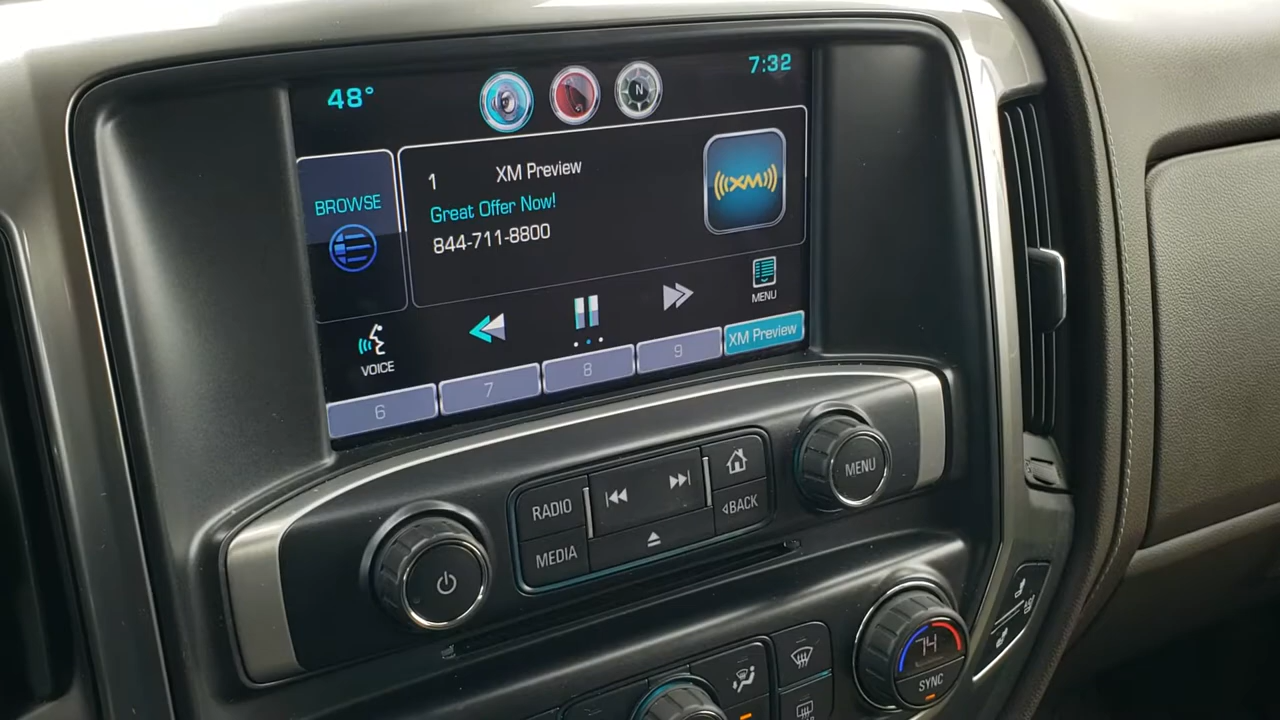 48°
N
7:32
BROWSE
1 XM Preview
Great Offer Now!
844-711-8800
((XM))
VOICE
MENU
6 7 8 9 XM Preview
RADIO
MEDIA
BACK
MENU
74
SYNC